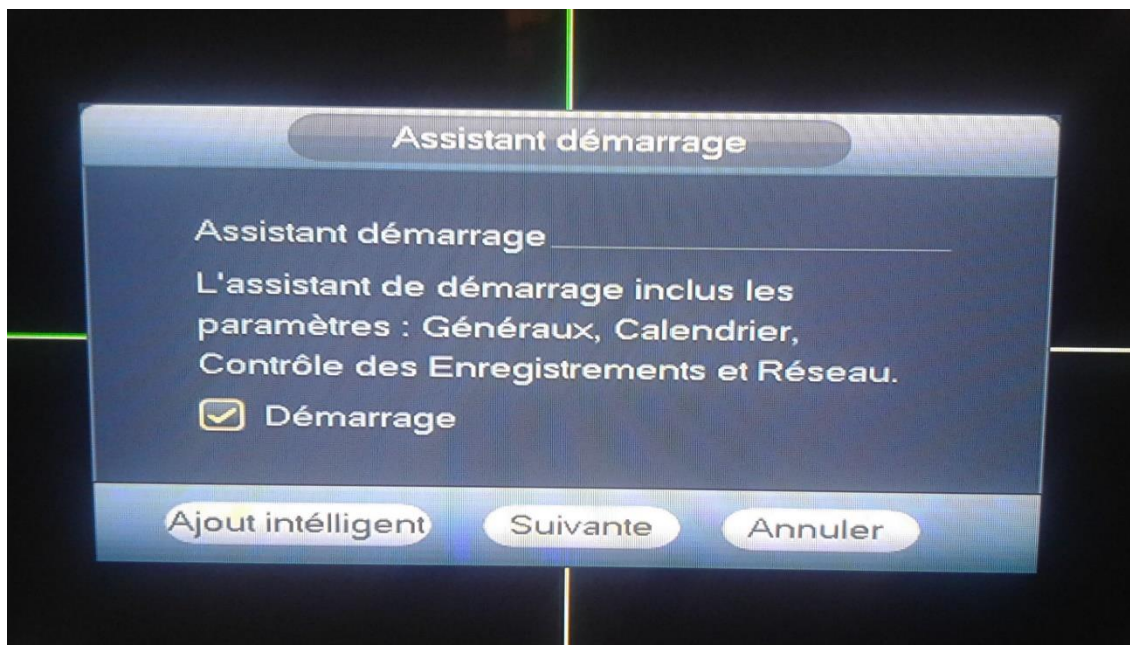 Assistant démarrage
Assistant démarrage
L'assistant de démarrage inclus les
paramètres : Généraux, Calendrier,
Contrôle des Enregistrements et Réseau.
Démarrage
Ajout intélligent Suivante Annuler